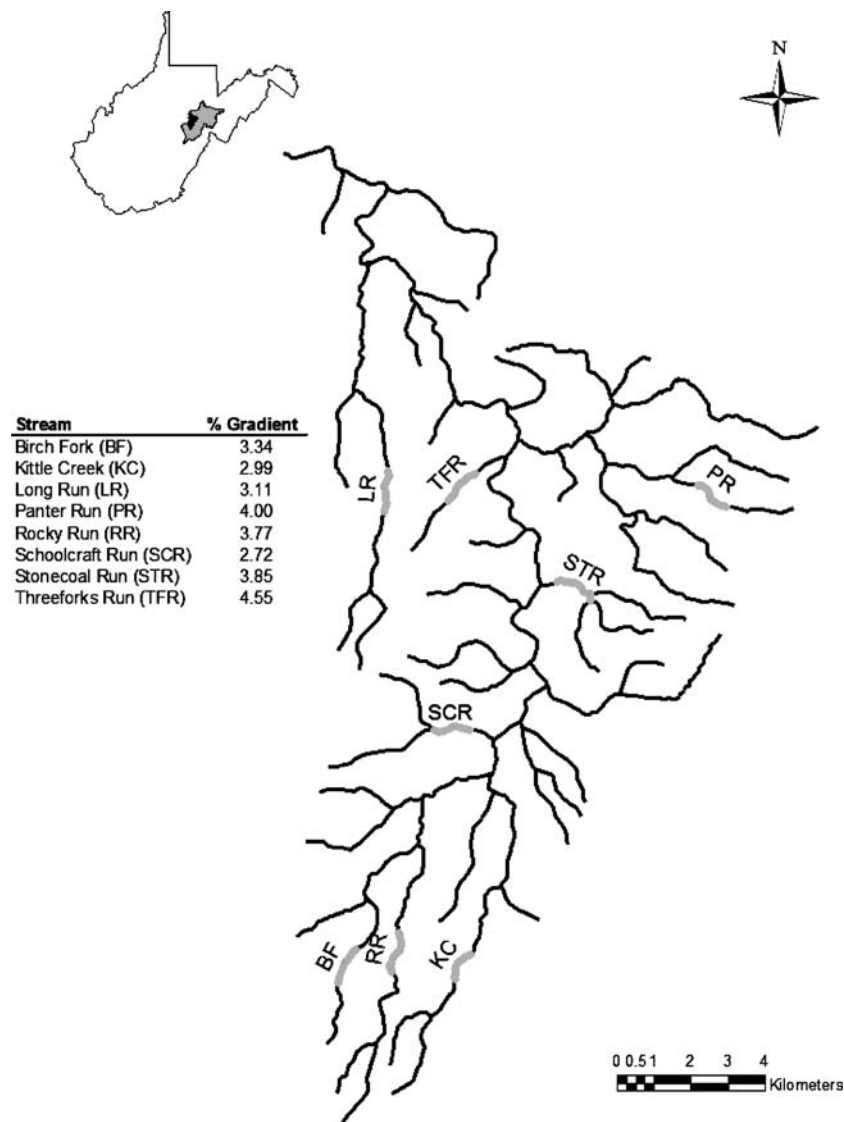 N
Stream % Gradient
Birch Fork (BF) 3.34
Kittle Creek (KC) 2.99
Long Run (LR) 3.11
Panter Run (PR) 4.00
Rocky Run (RR) 3.77
Schoolcraft Run (SCR) 2.72
Stonecoal Run (STR) 3.85
Threeforks Run (TFR) 4.55
LR
TFR
PR
STR
SCR
BF
RR
KC
0 0.5 1 2 3 4
Kilometers